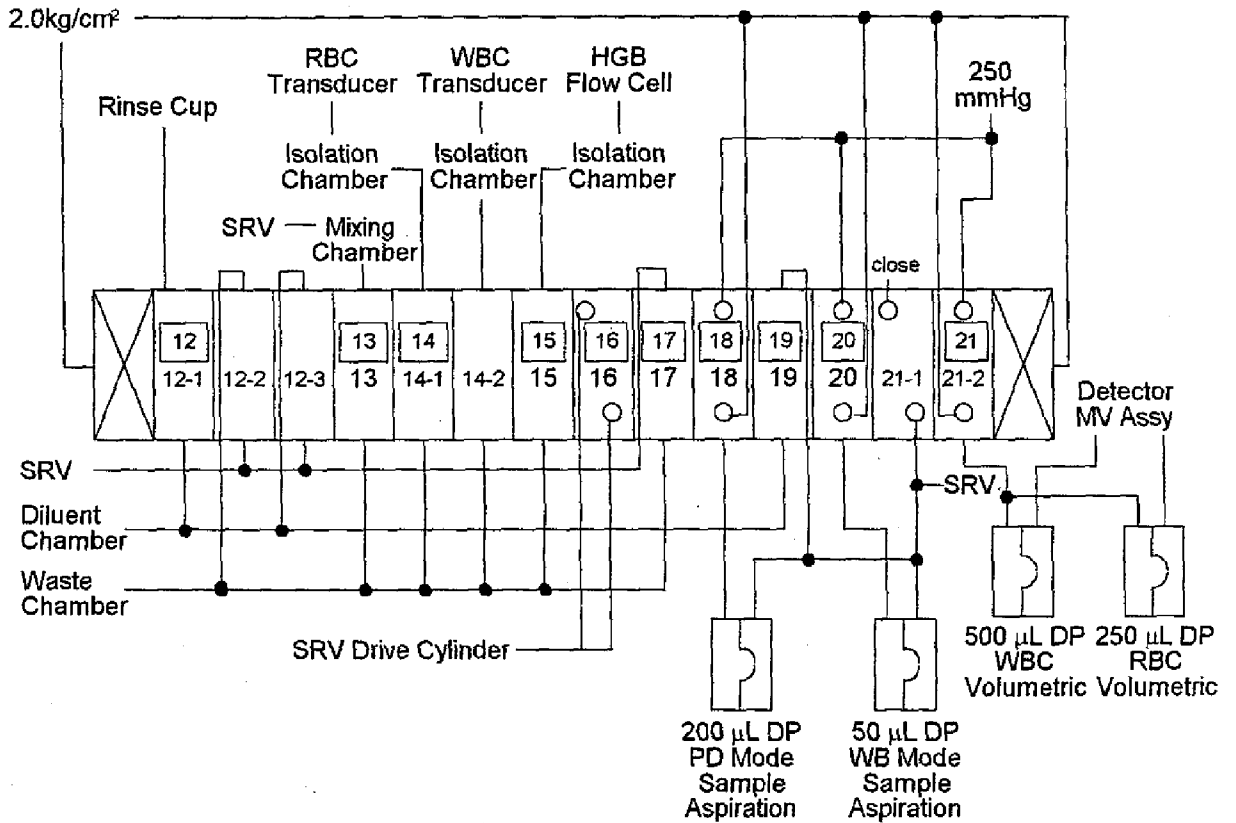 2.0kg/cm²
RBC
Transducer
WBC
Transducer
HGB
Flow Cell
250
mmHg
Rinse Cup
Isolation
Chamber
Isolation
Chamber
Isolation
Chamber
SRV
Mixing
Chamber
close
12
13
14
15
16
17
18
19
20
21
12-1
12-2
12-3
13
14-1
14-2
15
16
17
18
19
20
21-1
21-2
Detector
MV Assy
SRV
SRV
Diluent
Chamber
Waste
Chamber
SRV Drive Cylinder
500 µL DP
WBC
Volumetric
250 µL DP
RBC
Volumetric
200 µL DP
PD Mode
Sample
Aspiration
50 µL DP
WB Mode
Sample
Aspiration